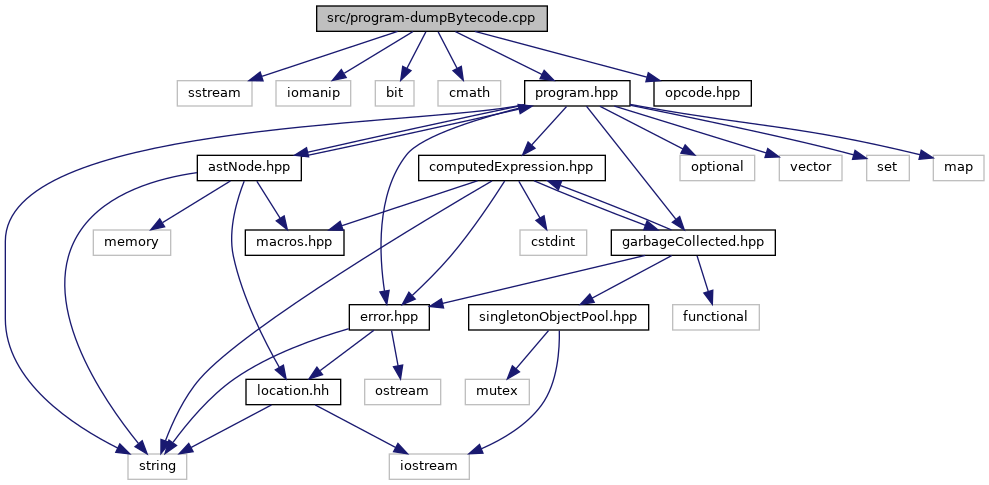 src/program-dumpBytecode.cpp
sstream
iomanip
bit
cmath
program.hpp
opcode.hpp
astNode.hpp
computedExpression.hpp
optional
vector
set
map
memory
macros.hpp
cstdint
garbageCollected.hpp
error.hpp
singletonObjectPool.hpp
functional
location.hh
ostream
mutex
string
iostream